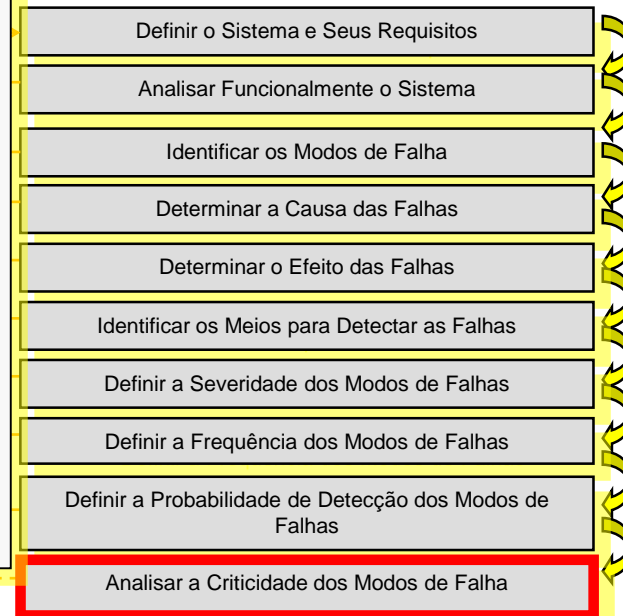 Definir o Sistema e Seus Requisitos
Analisar Funcionalmente o Sistema
Identificar os Modos de Falha
Determinar a Causa das Falhas
Determinar o Efeito das Falhas
Identificar os Meios para Detectar as Falhas
Definir a Severidade dos Modos de Falhas
Definir a Frequência dos Modos de Falhas
Definir a Probabilidade de Detecção dos Modos de
Falhas
Analisar a Criticidade dos Modos de Falha